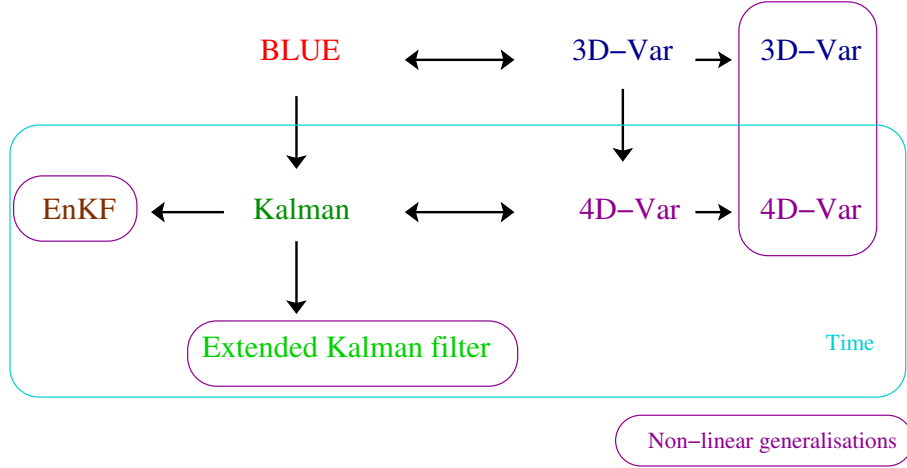 BLUE 3D−Var 3D−Var
EnKF Kalman 4D−Var 4D−Var
Extended Kalman filter
Time
Non−linear generalisations